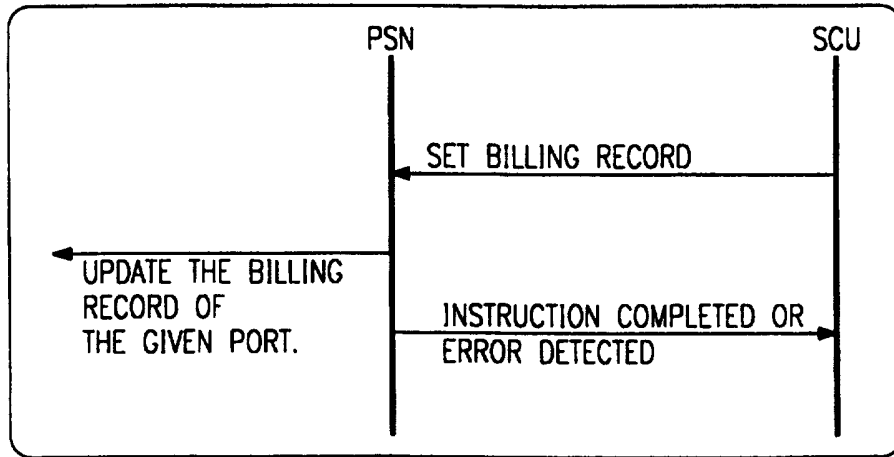 PSN
SCU
SET BILLING RECORD
UPDATE THE BILLING
RECORD OF
THE GIVEN PORT.
INSTRUCTION COMPLETED OR
ERROR DETECTED